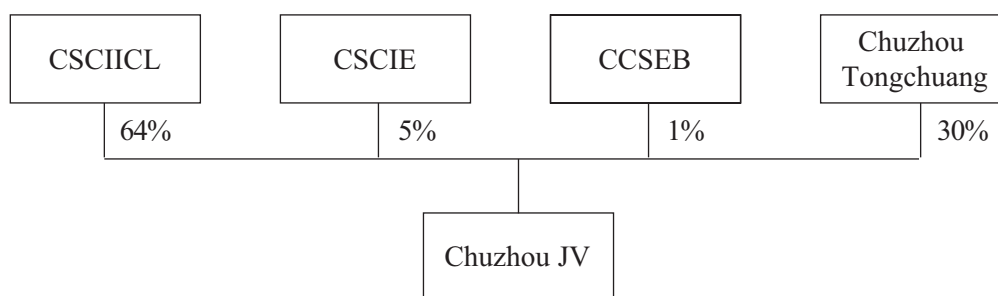 CSCIICL
CSCIE
CCSEB
Chuzhou
Tongchuang
64%
5%
1%
30%
Chuzhou JV